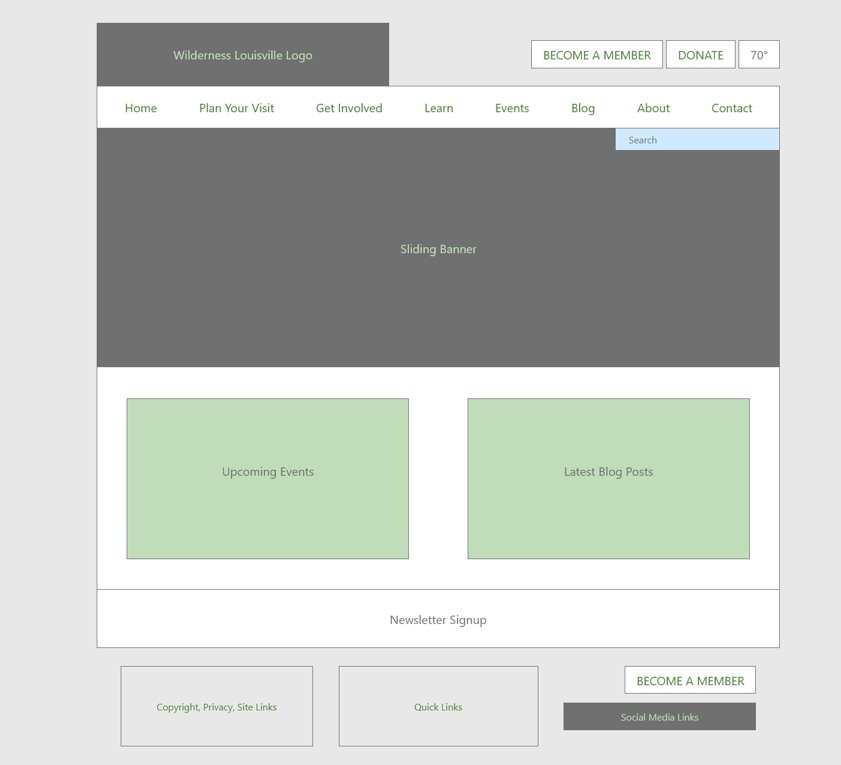 Wilderness Louisville Logo
BECOME A MEMBER
DONATE
70°
Home
Plan Your Visit
Get Involved
Learn
Events
Blog
About
Contact
Search
Sliding Banner
Upcoming Events
Latest Blog Posts
Newsletter Signup
Copyright, Privacy, Site Links
Quick Links
BECOME A MEMBER
Social Media Links